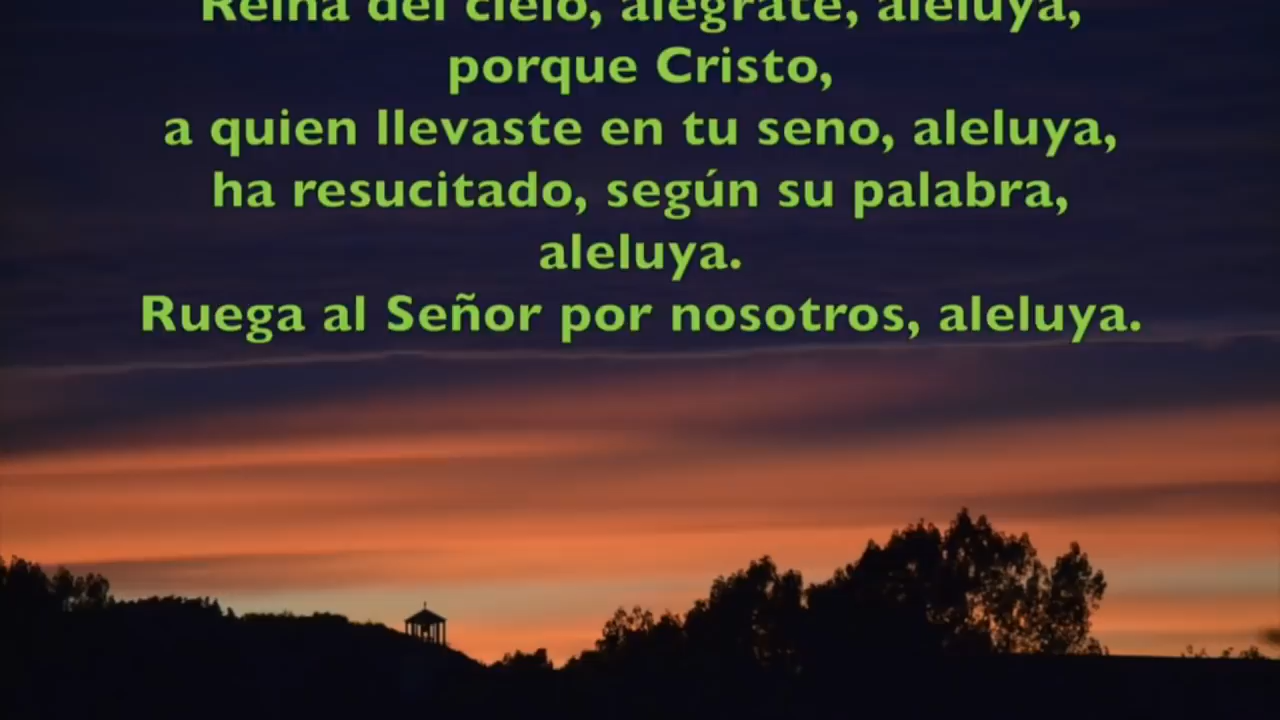 Reina del cielo, alégrate, aleluya,
porque Cristo,
a quien llevaste en tu seno, aleluya,
ha resucitado, según su palabra,
aleluya.
Ruega al Señor por nosotros, aleluya.